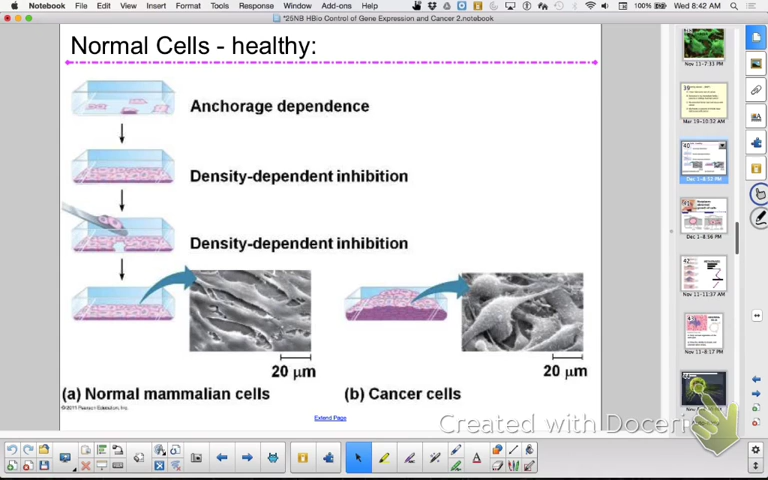 Notebook File Edit View Insert Format Tools Response Window Add-ons Help 100% Wed 8:42 AM
*25NB HBio Control of Gene Expression and Cancer 2.notebook
Normal Cells - healthy:
Anchorage dependence
Density-dependent inhibition
Density-dependent inhibition
20 µm
20 µm
(a) Normal mammalian cells
(b) Cancer cells
Extend Page
Created with Doceri
Nov 11-7:31 PM
39
Mar 19-10:32 AM
40
Dec 1-8:52 PM
Dec 1-8:56 PM
42
Nov 11-11:37 AM
Nov 11-8:17 PM